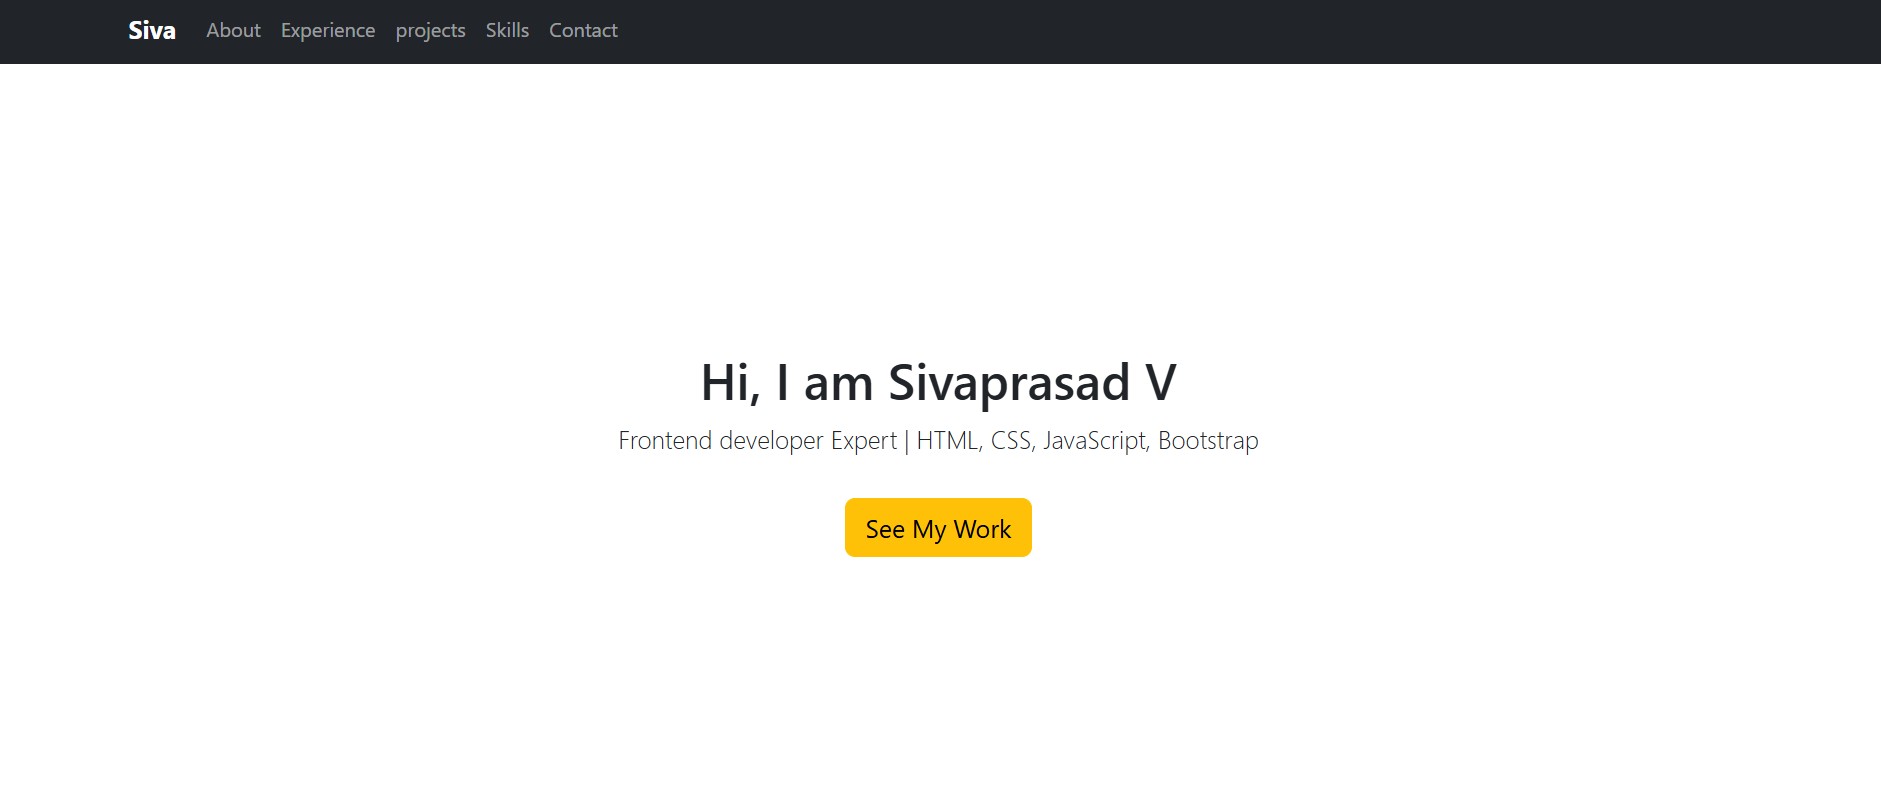 Siva About Experience projects Skills Contact
Hi, I am Sivaprasad V
Frontend developer Expert | HTML, CSS, JavaScript, Bootstrap
See My Work